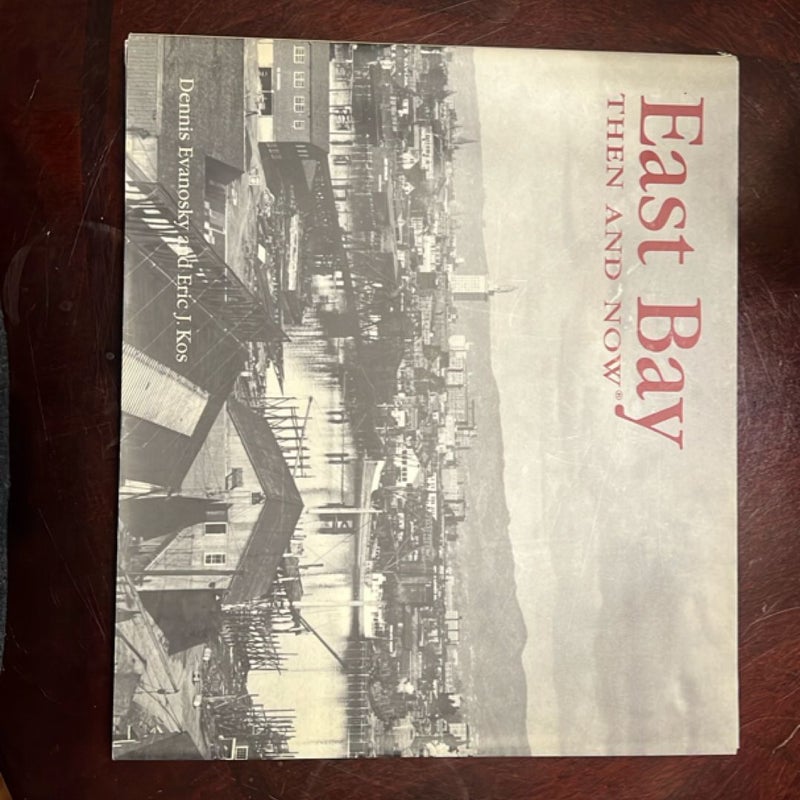 East Bay
THEN AND NOW®
Dennis Evanosky and Eric J. Kos